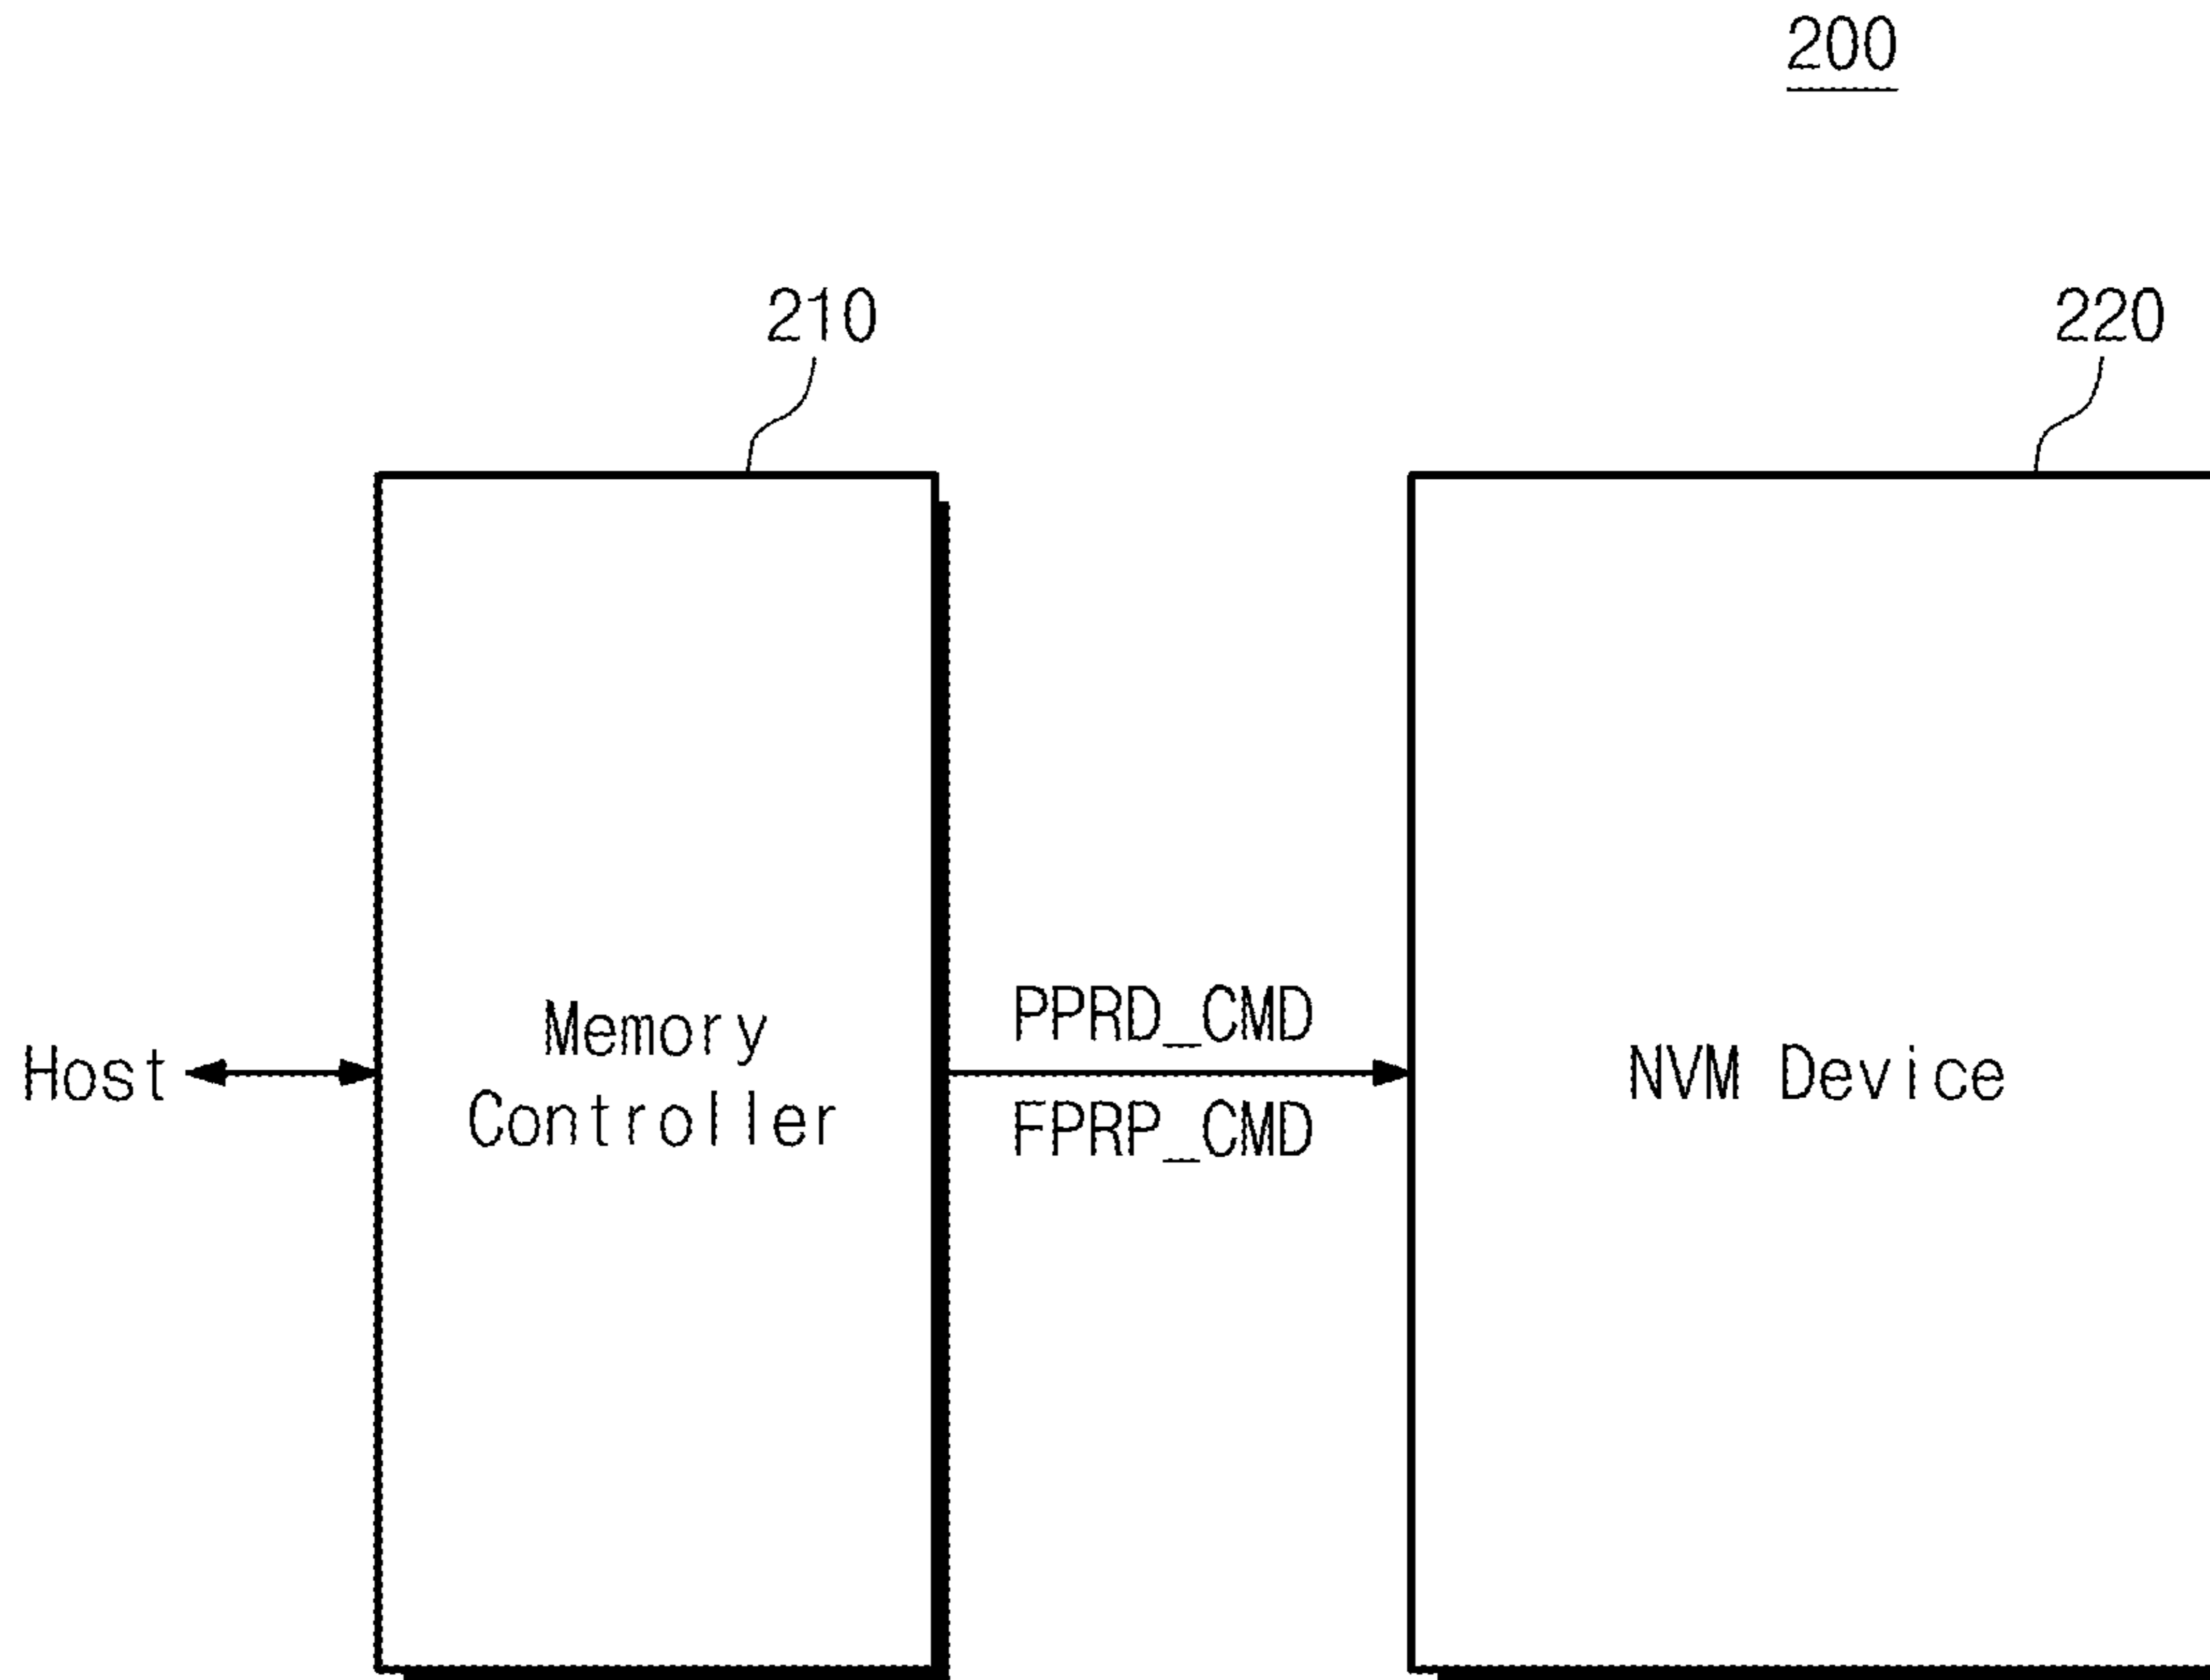 200
210
220
Host
Memory
Controller
PPRD_CMD
FPRP_CMD
NVM Device